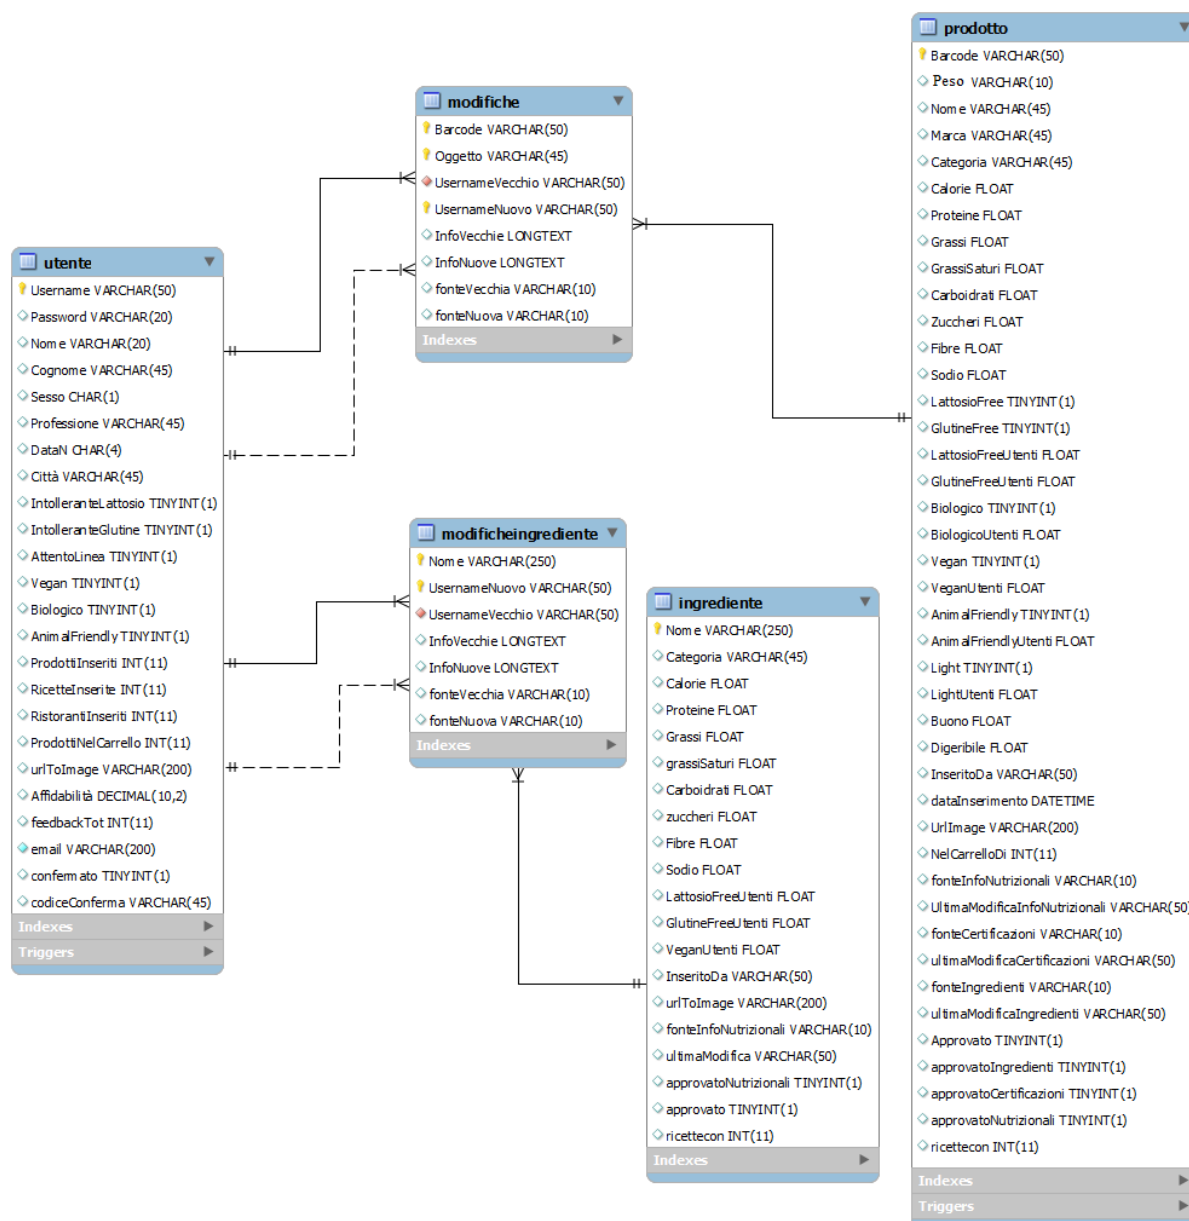 utente
Username VARCHAR(50)
Password VARCHAR(20)
Nome VARCHAR(20)
Cognome VARCHAR(45)
Sesso CHAR(1)
Professione VARCHAR(45)
DataN CHAR(4)
Città VARCHAR(45)
IntolleranteLattosio TINYINT(1)
IntolleranteGlutine TINYINT(1)
AttentoLinea TINYINT(1)
Vegan TINYINT(1)
Biologico TINYINT(1)
AnimalFriendly TINYINT(1)
ProdottiInseriti INT(11)
RicetteInserite INT(11)
RistorantiInseriti INT(11)
ProdottiNelCarrello INT(11)
urlToImage VARCHAR(200)
Affidabilità DECIMAL(10,2)
feedbackTot INT(11)
email VARCHAR(200)
confermato TINYINT(1)
codiceConferma VARCHAR(45)
Indexes
Triggers
modifiche
Barcode VARCHAR(50)
Oggetto VARCHAR(45)
UsernameVecchio VARCHAR(50)
UsernameNuovo VARCHAR(50)
InfoVecchie LONGTEXT
InfoNuove LONGTEXT
fonteVecchia VARCHAR(10)
fonteNuova VARCHAR(10)
Indexes
modificheingrediente
Nome VARCHAR(250)
UsernameNuovo VARCHAR(50)
UsernameVecchio VARCHAR(50)
InfoVecchie LONGTEXT
InfoNuove LONGTEXT
fonteVecchia VARCHAR(10)
fonteNuova VARCHAR(10)
Indexes
ingrediente
Nome VARCHAR(250)
Categoria VARCHAR(45)
Calorie FLOAT
Proteine FLOAT
Grassi FLOAT
grassiSaturi FLOAT
Carboidrati FLOAT
zuccheri FLOAT
Fibre FLOAT
Sodio FLOAT
LattosioFreeUtenti FLOAT
GlutineFreeUtenti FLOAT
VeganUtenti FLOAT
InseritoDa VARCHAR(50)
urlToImage VARCHAR(200)
fonteInfoNutrizionali VARCHAR(10)
ultimaModifica VARCHAR(50)
approvatoNutrizionali TINYINT(1)
approvato TINYINT(1)
ricettecon INT(11)
Indexes
prodotto
Barcode VARCHAR(50)
Peso VARCHAR(10)
Nome VARCHAR(45)
Marca VARCHAR(45)
Categoria VARCHAR(45)
Calorie FLOAT
Proteine FLOAT
Grassi FLOAT
GrassiSaturi FLOAT
Carboidrati FLOAT
Zuccheri FLOAT
Fibre FLOAT
Sodio FLOAT
LattosioFree TINYINT(1)
GlutineFree TINYINT(1)
LattosioFreeUtenti FLOAT
GlutineFreeUtenti FLOAT
Biologico TINYINT(1)
BiologicoUtenti FLOAT
Vegan TINYINT(1)
VeganUtenti FLOAT
AnimalFriendly TINYINT(1)
AnimalFriendlyUtenti FLOAT
Light TINYINT(1)
LightUtenti FLOAT
Buono FLOAT
Digeribile FLOAT
InseritoDa VARCHAR(50)
dataInserimento DATETIME
UrlImage VARCHAR(200)
NelCarrelloDi INT(11)
fonteInfoNutrizionali VARCHAR(10)
UltimaModificaInfoNutrizionali VARCHAR(50)
fonteCertificazioni VARCHAR(10)
ultimaModificaCertificazioni VARCHAR(50)
fonteIngredienti VARCHAR(10)
ultimaModificaIngredienti VARCHAR(50)
Approvato TINYINT(1)
approvatoIngredienti TINYINT(1)
approvatoCertificazioni TINYINT(1)
approvatoNutrizionali TINYINT(1)
ricettecon INT(11)
Indexes
Triggers